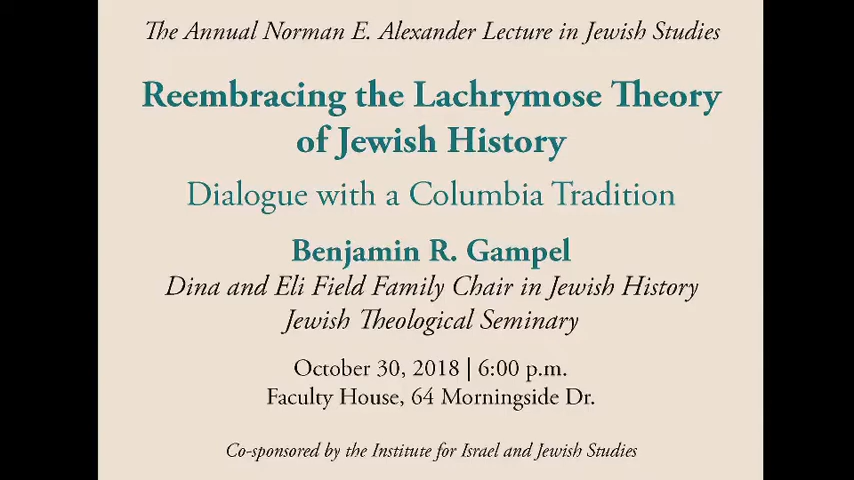 The Annual Norman E. Alexander Lecture in Jewish Studies
Reembracing the Lachrymose Theory
of Jewish History
Dialogue with a Columbia Tradition
Benjamin R. Gampel
Dina and Eli Field Family Chair in Jewish History
Jewish Theological Seminary
October 30, 2018 | 6:00 p.m.
Faculty House, 64 Morningside Dr.
Co-sponsored by the Institute for Israel and Jewish Studies